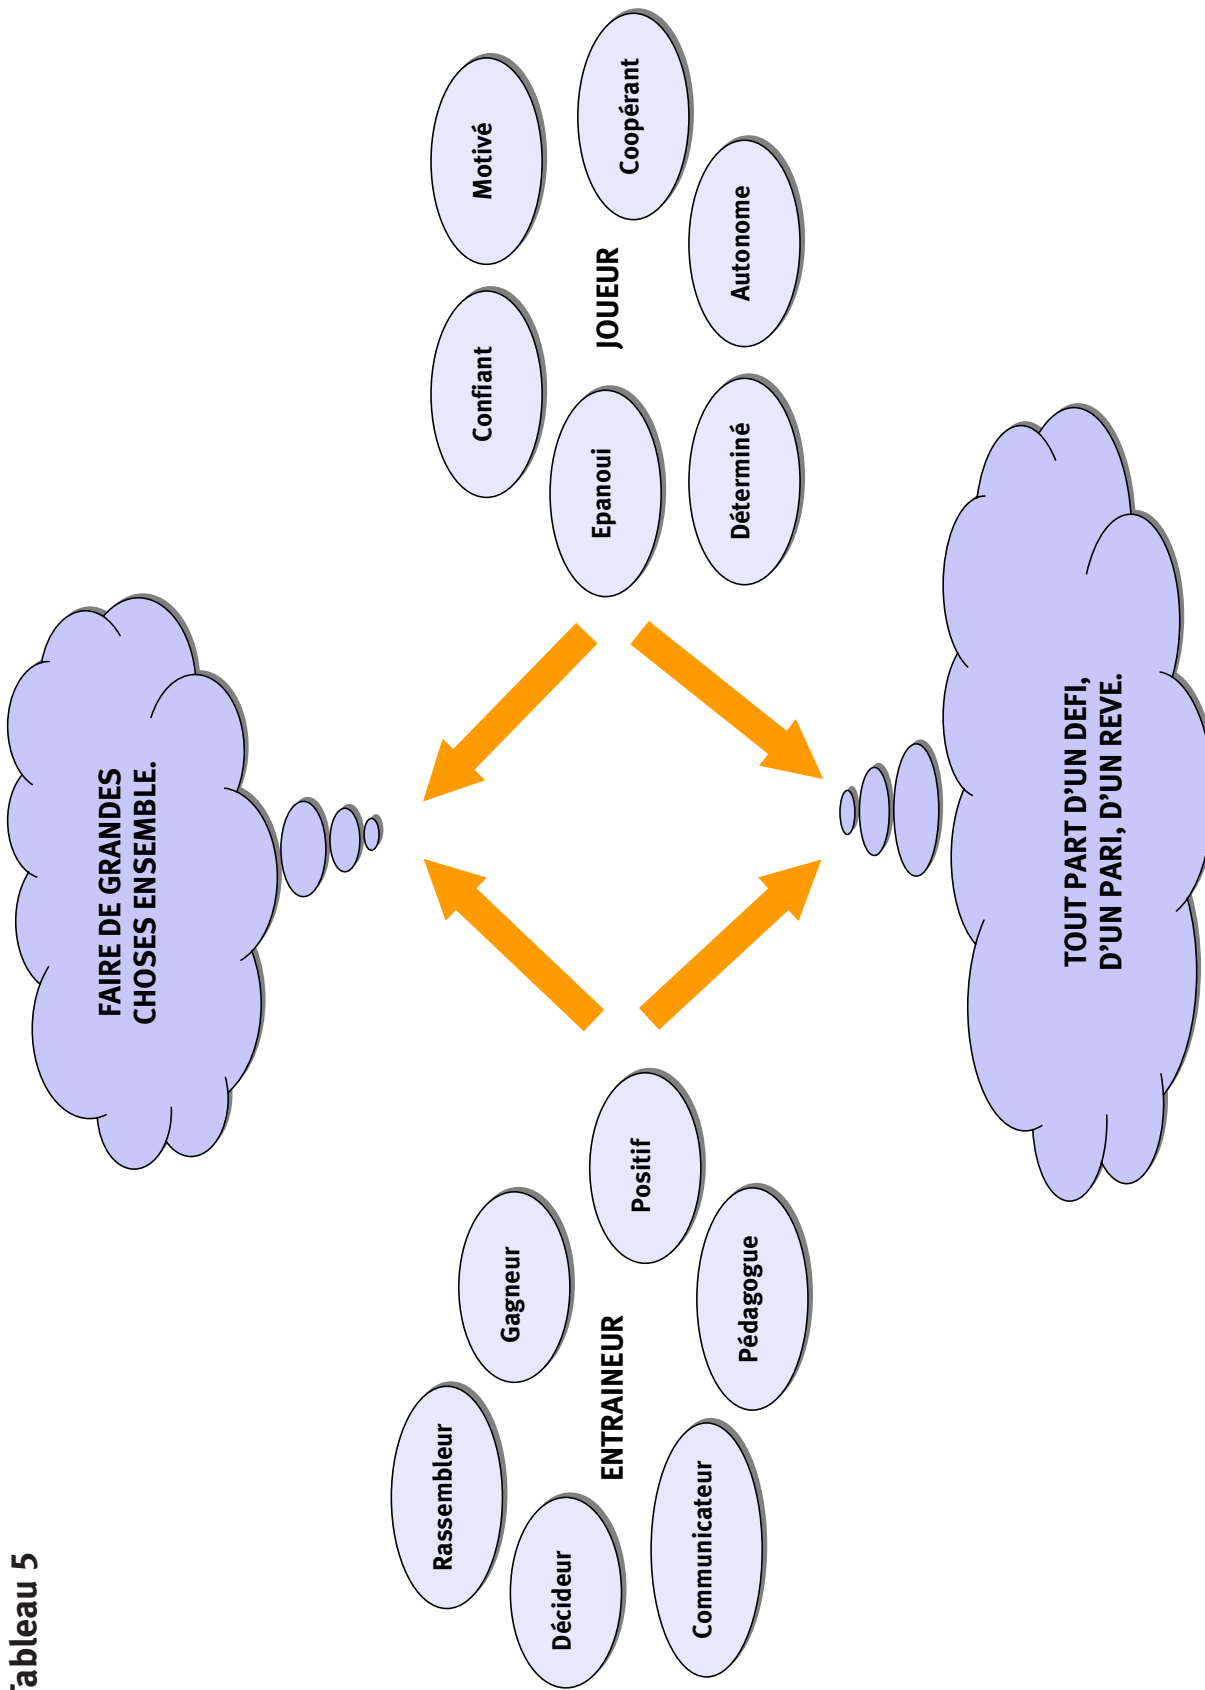 Tableau 5
FAIRE DE GRANDES
CHOSES ENSEMBLE.
Rassembleur
Gagneur
Décideur
ENTRAINEUR
Positif
Communicateur
Pédagogue
Confiant
Motivé
Epanoui
JOUEUR
Coopérant
Déterminé
Autonome
TOUT PART D'UN DEFI,
D'UN PARI, D'UN REVE.